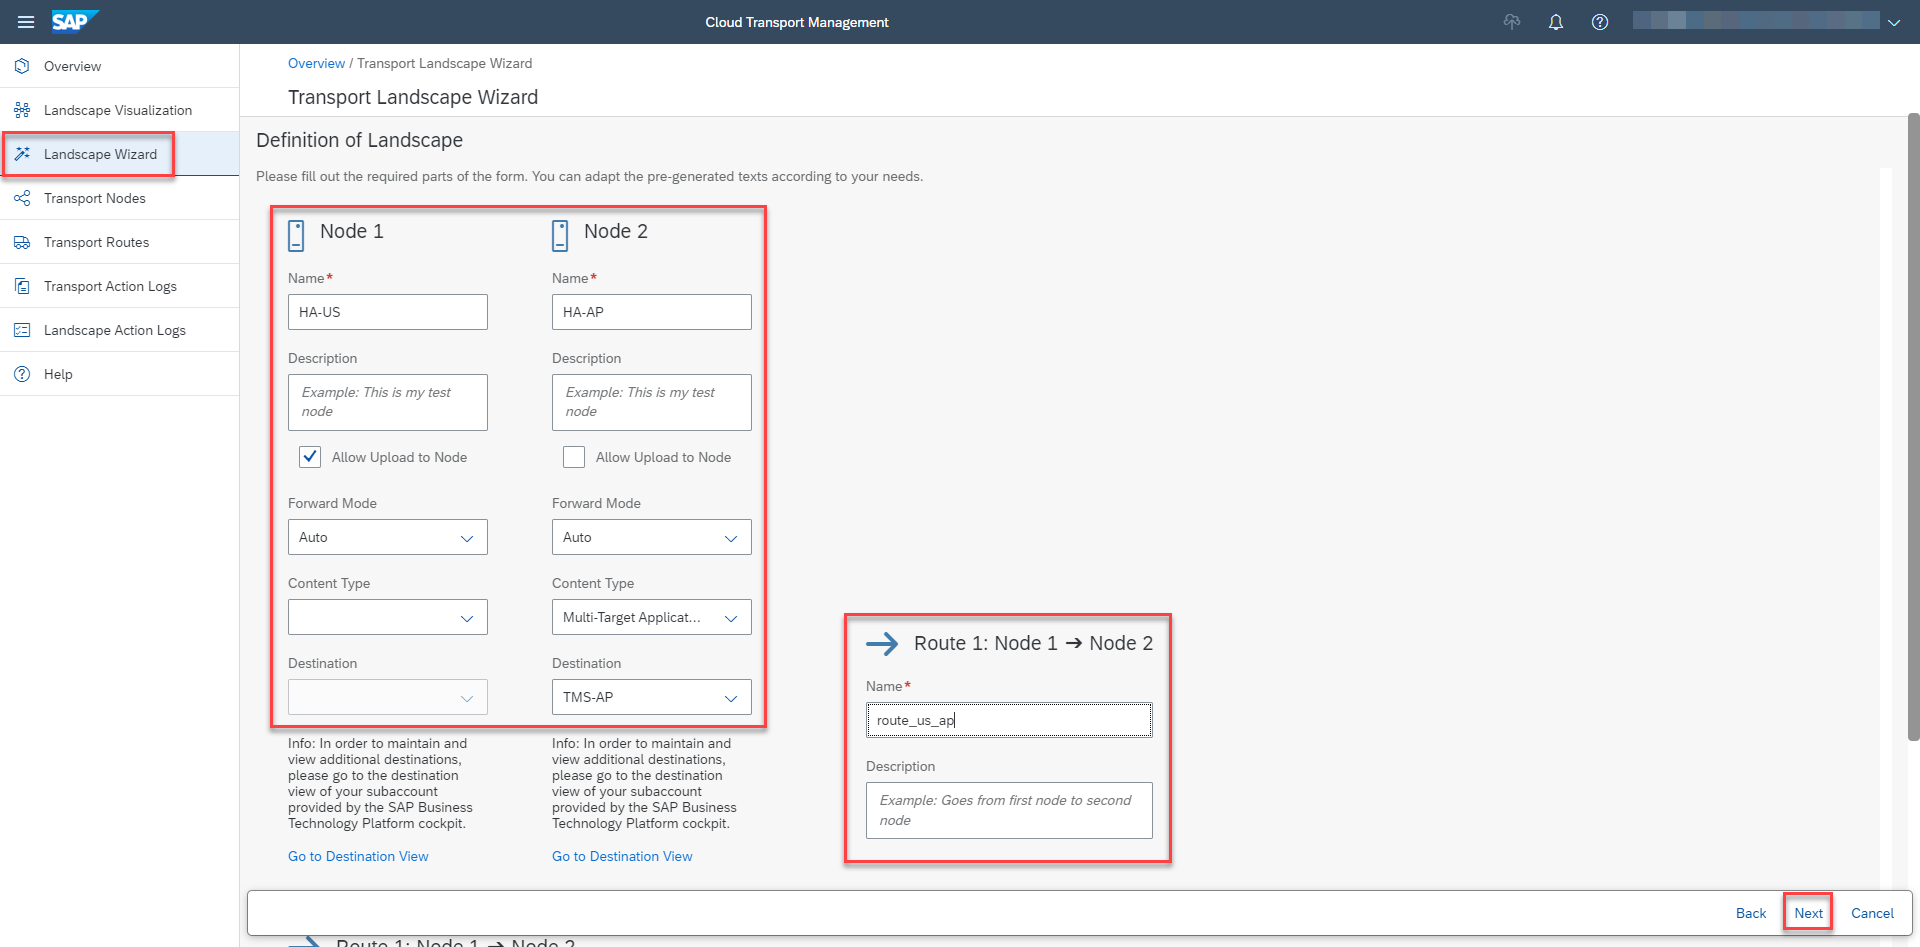 SAP
Cloud Transport Management
Overview
Landscape Visualization
Landscape Wizard
Transport Nodes
Transport Routes
Transport Action Logs
Landscape Action Logs
Help
Overview / Transport Landscape Wizard
Transport Landscape Wizard
Definition of Landscape
Please fill out the required parts of the form. You can adapt the pre-generated texts according to your needs.
Node 1
Name*
HA-US
Description
Example: This is my test
node
Allow Upload to Node
Forward Mode
Auto
Content Type
Destination
Info: In order to maintain and
view additional destinations,
please go to the destination
view of your subaccount
provided by the SAP Business
Technology Platform cockpit.
Go to Destination View
Node 2
Name*
HA-AP
Description
Example: This is my test
node
Allow Upload to Node
Forward Mode
Auto
Content Type
Multi-Target Applicat...
Destination
TMS-AP
Info: In order to maintain and
view additional destinations,
please go to the destination
view of your subaccount
provided by the SAP Business
Technology Platform cockpit.
Go to Destination View
Route 1: Node 1 → Node 2
Name*
route_us_ap
Description
Example: Goes from first node to second
node
Back
Next
Cancel
Route 1: Node 1 → Node 2